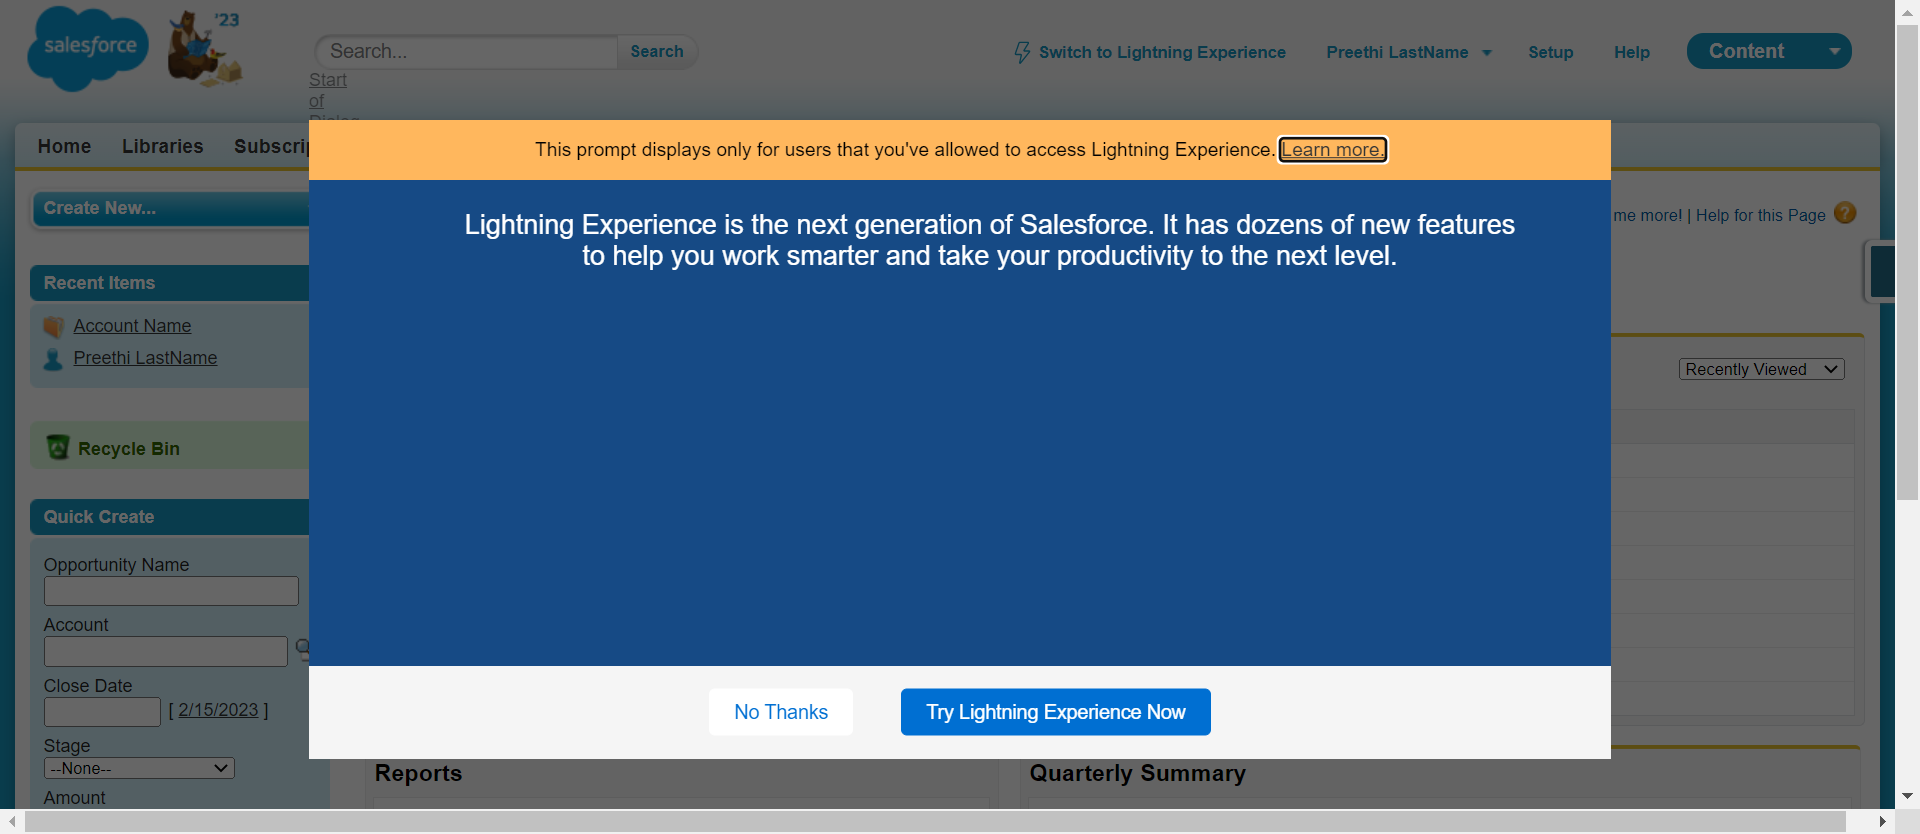 salesforce
'23
Search...
Search
Switch to Lightning Experience
Preethi LastName
Setup
Help
Content
Start
of
Home
Libraries
This prompt displays only for users that you've allowed to access Lightning Experience. Learn more.
Create New...
Lightning Experience is the next generation of Salesforce. It has dozens of new features
to help you work smarter and take your productivity to the next level.
me more! | Help for this Page ?
Recent Items
Account Name
Preethi LastName
Recently Viewed
Recycle Bin
Quick Create
Opportunity Name
Account
Close Date
[ 2/15/2023 ]
Stage
--None--
Amount
No Thanks
Try Lightning Experience Now
Reports
Quarterly Summary